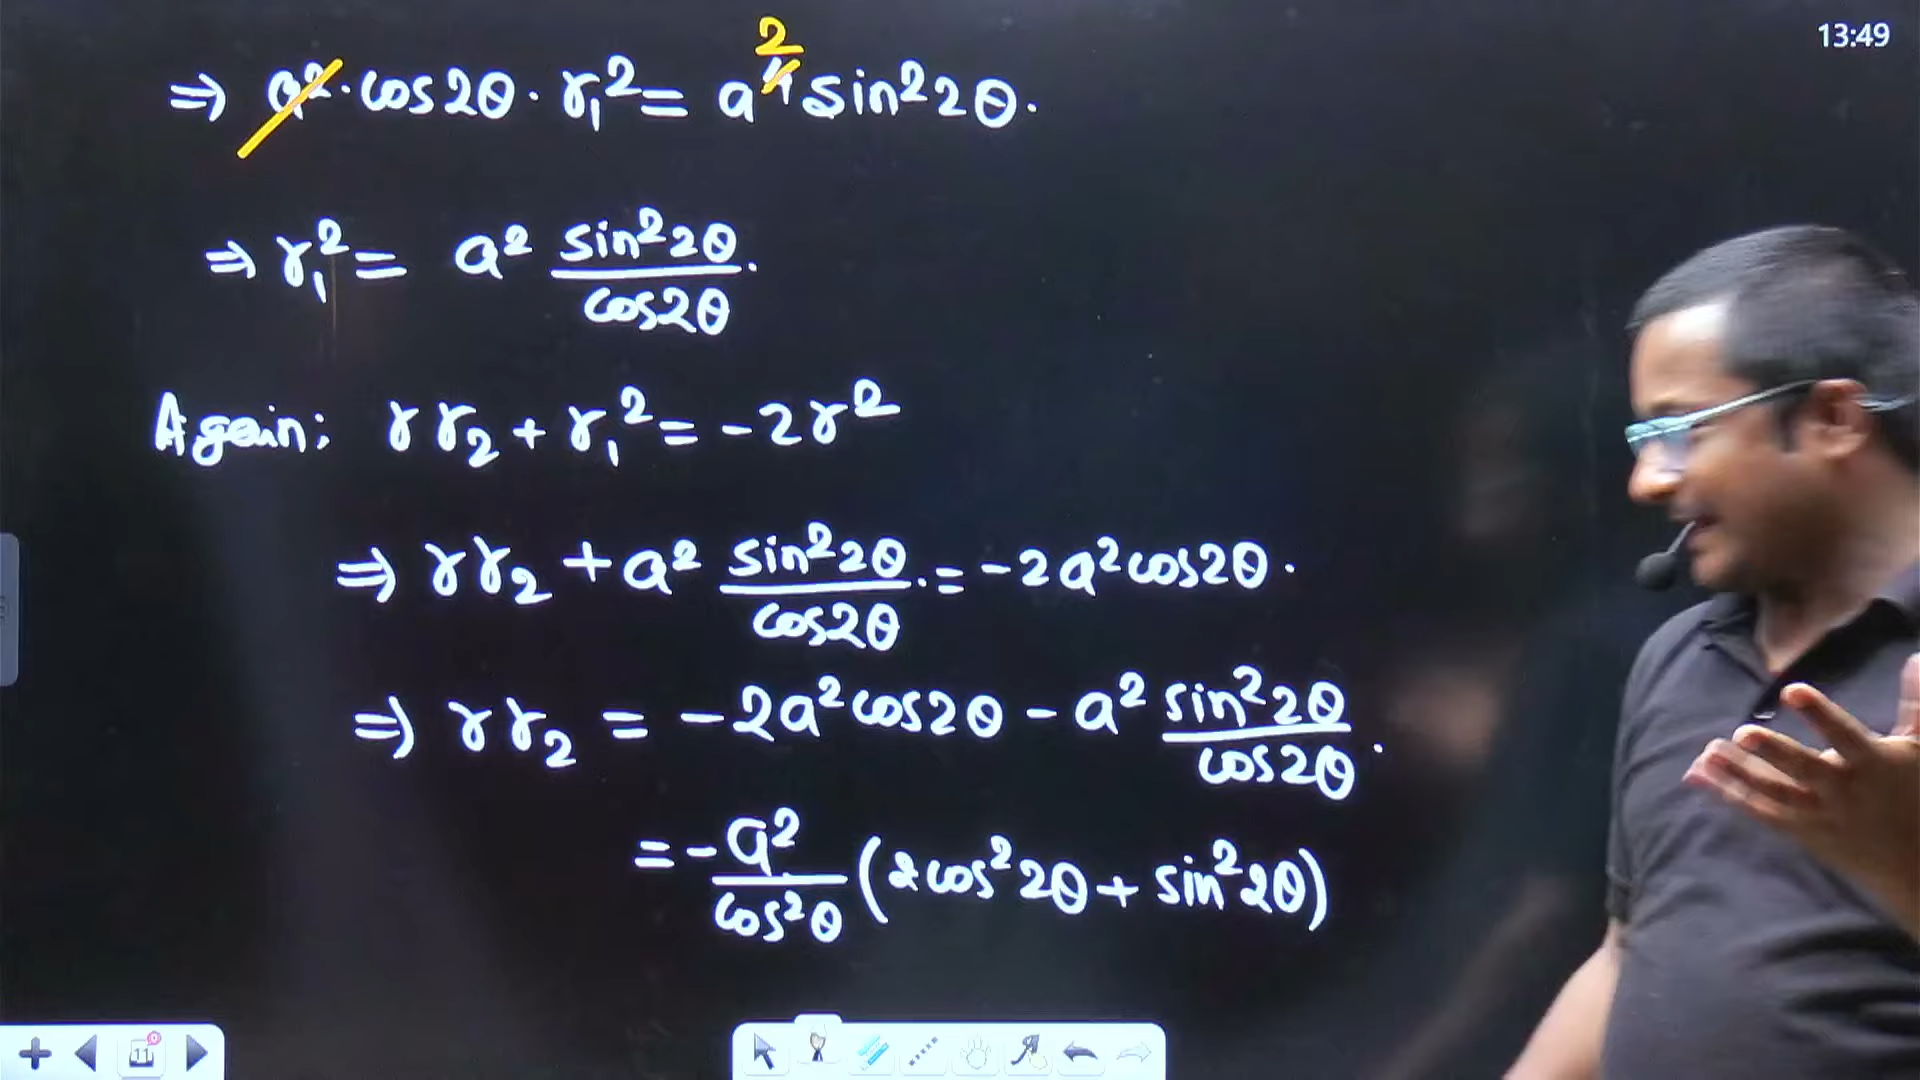 13:49
⇒ a²·cos2θ·r₁² = a⁴ 2 sin²2θ.
⇒ r₁² = a² sin²2θ/cos2θ.
Again; r r₂ + r₁² = -2r²
⇒ r r₂ + a² sin²2θ/cos2θ. = -2a²cos2θ.
⇒ r r₂ = -2a²cos2θ - a² sin²2θ/cos2θ.
= -a²/cos2θ (2cos²2θ + sin²2θ)
11